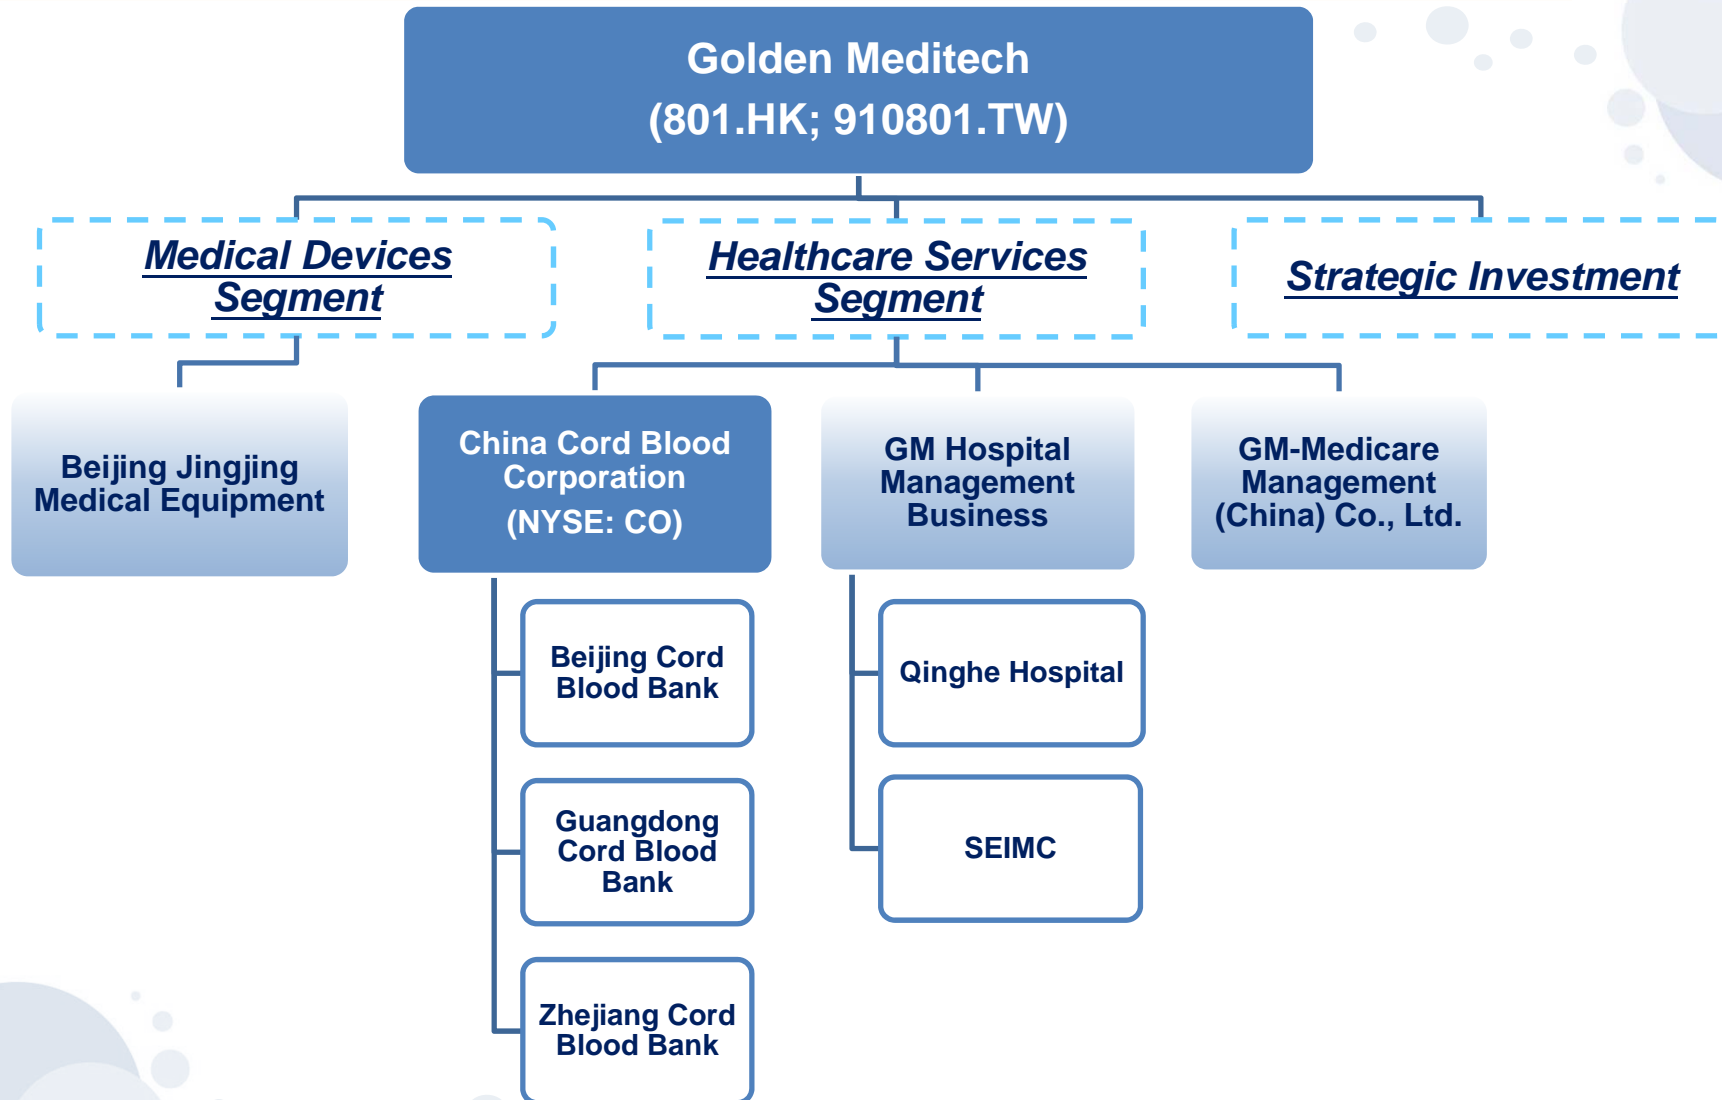 Golden Meditech
(801.HK; 910801.TW)
Medical Devices
Segment
Healthcare Services
Segment
Strategic Investment
Beijing Jingjing
Medical Equipment
China Cord Blood
Corporation
(NYSE: CO)
GM Hospital
Management
Business
GM-Medicare
Management
(China) Co., Ltd.
Beijing Cord
Blood Bank
Qinghe Hospital
Guangdong
Cord Blood
Bank
SEIMC
Zhejiang Cord
Blood Bank